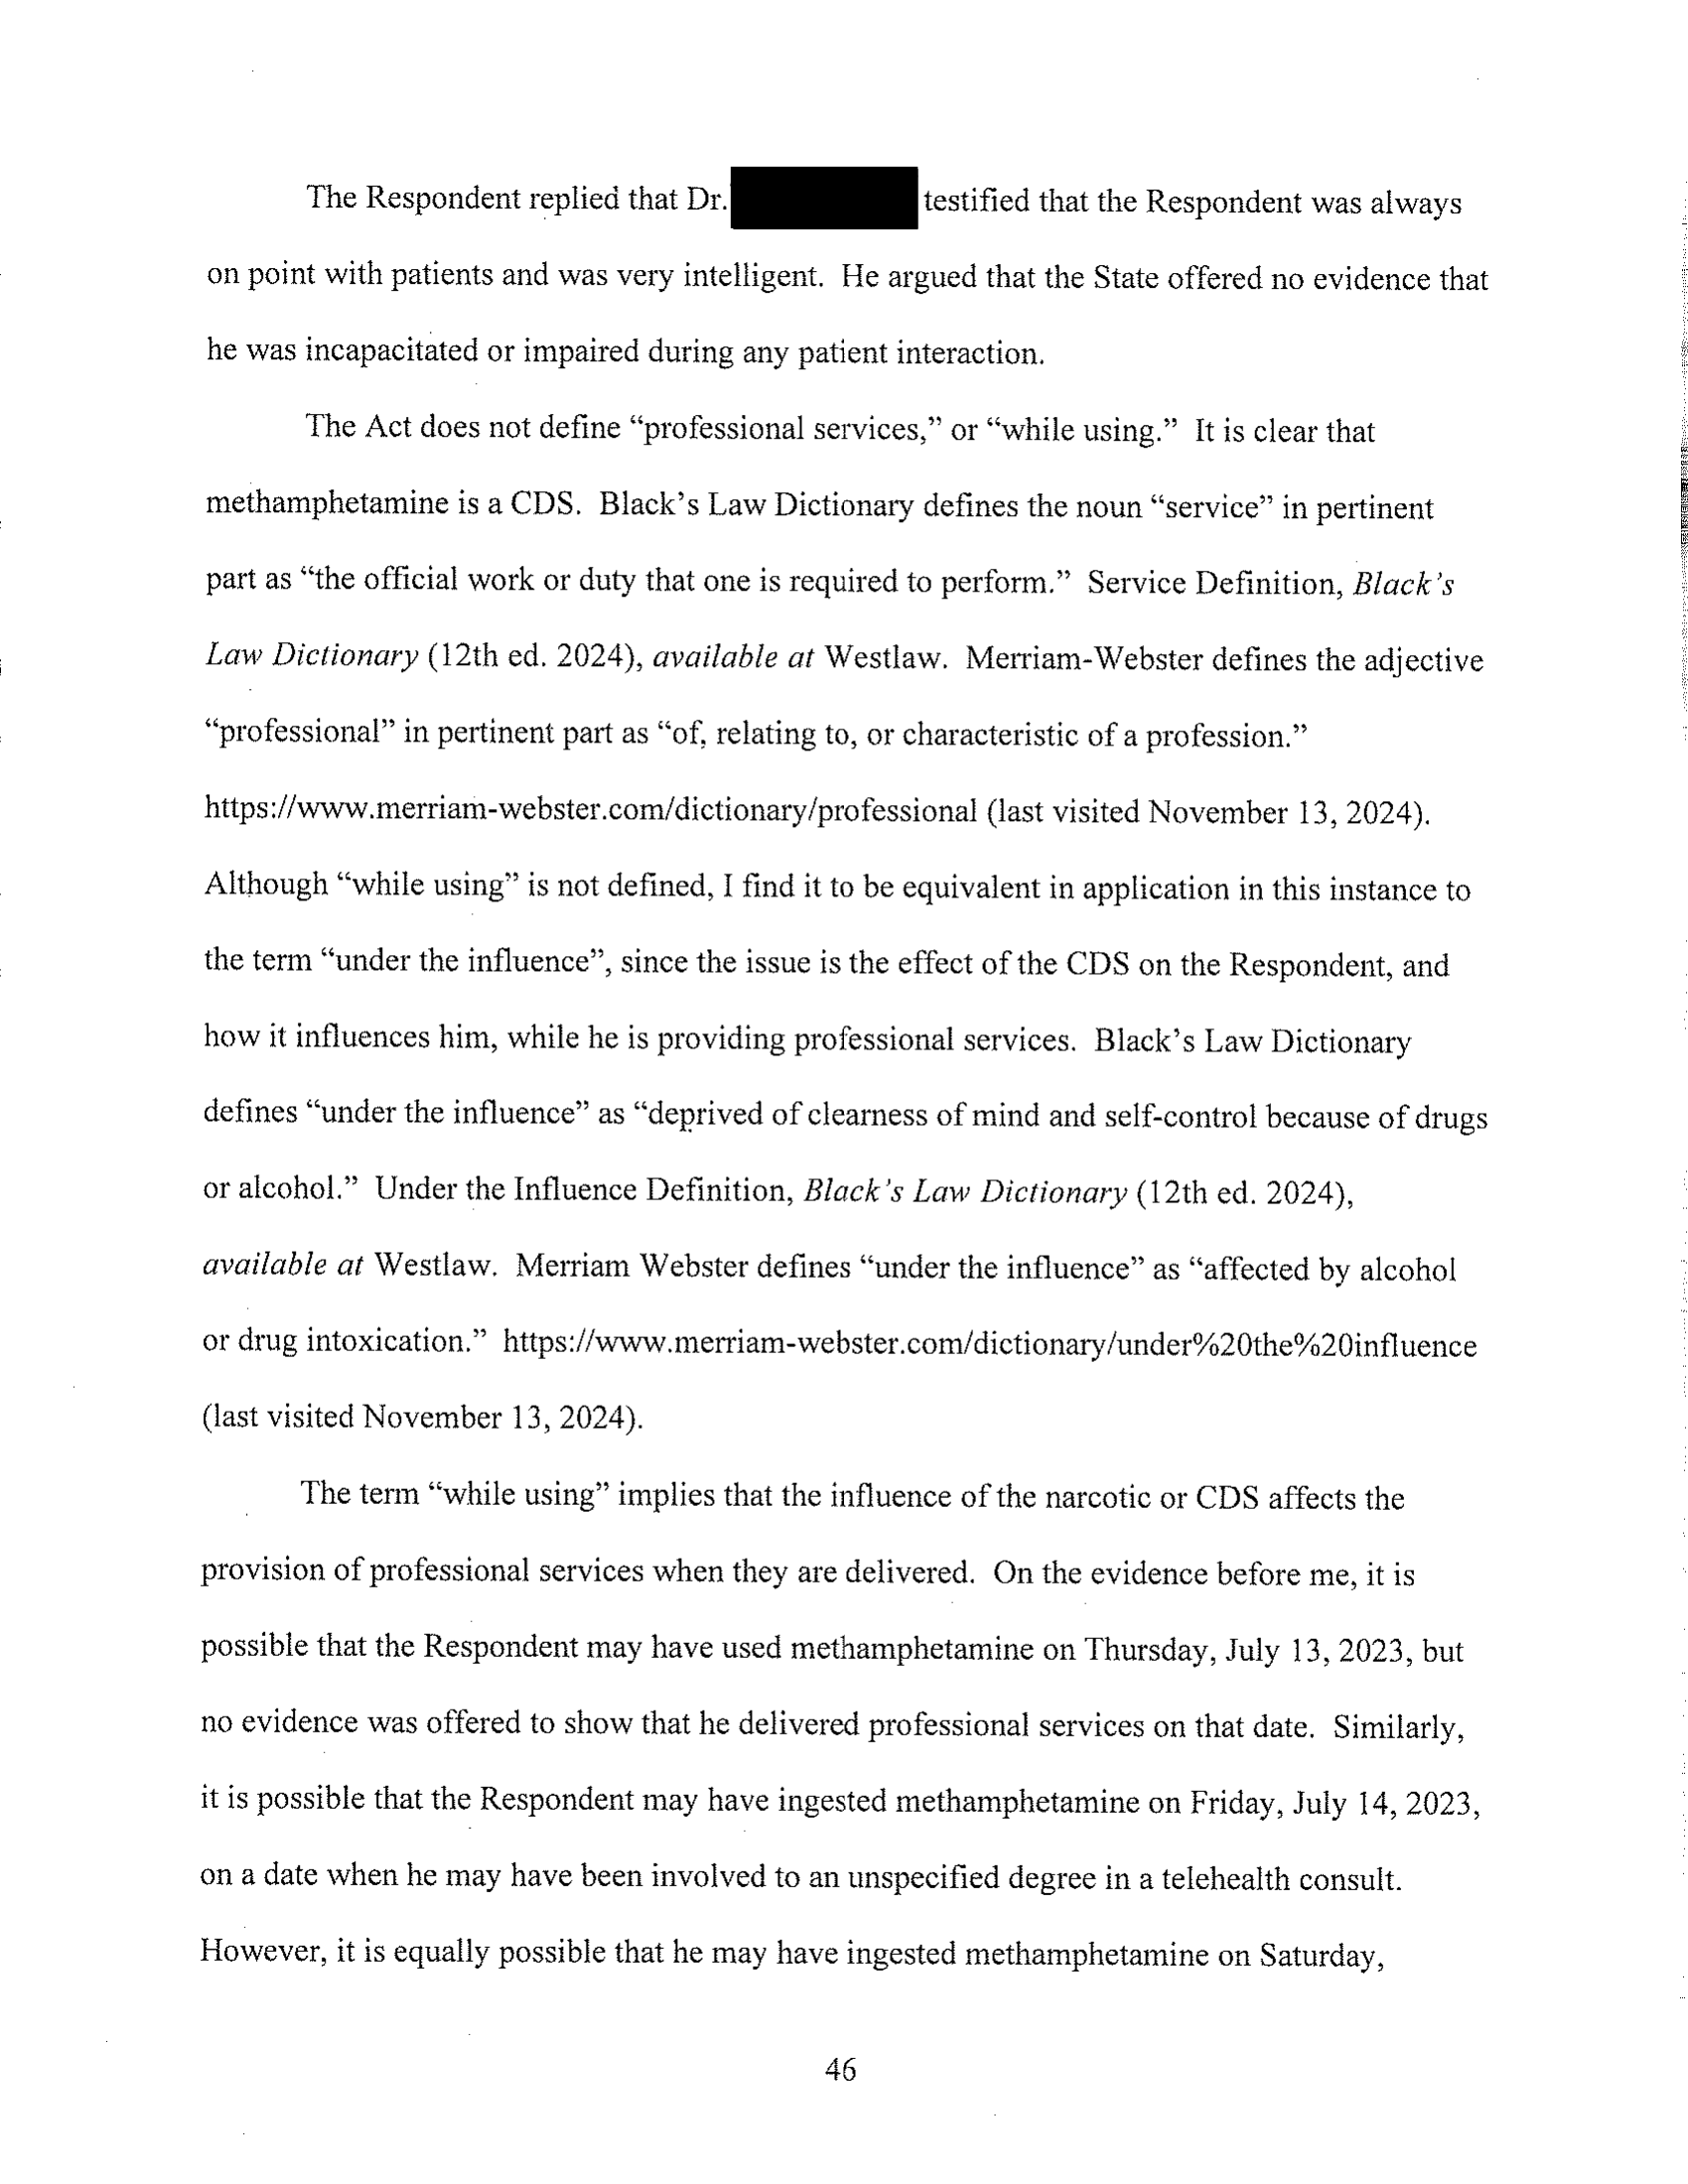 The Respondent replied that Dr. testified that the Respondent was always
on point with patients and was very intelligent.  He argued that the State offered no evidence that
he was incapacitated or impaired during any patient interaction.
The Act does not define “professional services,” or “while using.”  It is clear that
methamphetamine is a CDS.  Black’s Law Dictionary defines the noun “service” in pertinent
part as “the official work or duty that one is required to perform.”  Service Definition, Black’s
Law Dictionary (12th ed. 2024), available at Westlaw.  Merriam-Webster defines the adjective
“professional” in pertinent part as “of, relating to, or characteristic of a profession.”
https://www.merriam-webster.com/dictionary/professional (last visited November 13, 2024).
Although “while using” is not defined, I find it to be equivalent in application in this instance to
the term “under the influence”, since the issue is the effect of the CDS on the Respondent, and
how it influences him, while he is providing professional services.  Black’s Law Dictionary
defines “under the influence” as “deprived of clearness of mind and self-control because of drugs
or alcohol.”  Under the Influence Definition, Black’s Law Dictionary (12th ed. 2024),
available at Westlaw.  Merriam Webster defines “under the influence” as “affected by alcohol
or drug intoxication.”  https://www.merriam-webster.com/dictionary/under%20the%20influence
(last visited November 13, 2024).
The term “while using” implies that the influence of the narcotic or CDS affects the
provision of professional services when they are delivered.  On the evidence before me, it is
possible that the Respondent may have used methamphetamine on Thursday, July 13, 2023, but
no evidence was offered to show that he delivered professional services on that date.  Similarly,
it is possible that the Respondent may have ingested methamphetamine on Friday, July 14, 2023,
on a date when he may have been involved to an unspecified degree in a telehealth consult.
However, it is equally possible that he may have ingested methamphetamine on Saturday,
46